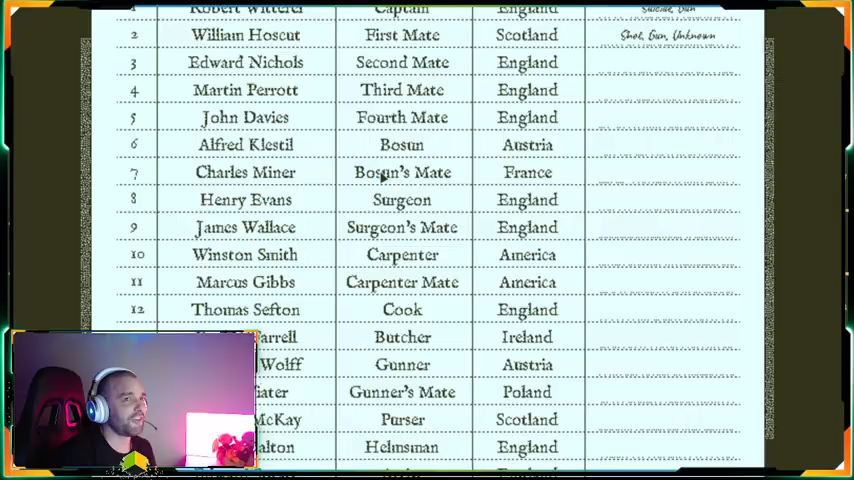 1 Robert Witterel Captain England Suicide, Gun
2 William Hoscut First Mate Scotland Shot, Gun, Unknown
3 Edward Nichols Second Mate England
4 Martin Perrott Third Mate England
5 John Davies Fourth Mate England
6 Alfred Klestil Bosun Austria
7 Charles Miner Bosun's Mate France
8 Henry Evans Surgeon England
9 James Wallace Surgeon's Mate England
10 Winston Smith Carpenter America
11 Marcus Gibbs Carpenter Mate America
12 Thomas Sefton Cook England
Butcher Ireland
Wolff Gunner Austria
Gunner's Mate Poland
McKay Purser Scotland
Helmsman England